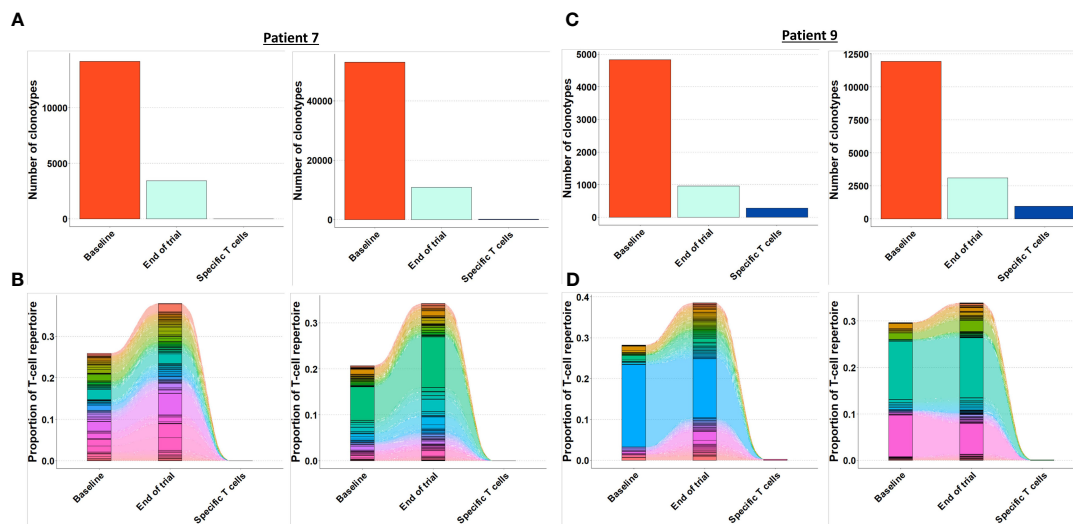 A
Patient 7
Number of clonotypes
10000
5000
0
Baseline
End of trial
Specific T cells
Number of clonotypes
40000
20000
0
Baseline
End of trial
Specific T cells
C
Patient 9
Number of clonotypes
5000
4000
3000
2000
1000
0
Baseline
End of trial
Specific T cells
Number of clonotypes
12500
10000
7500
5000
2500
0
Baseline
End of trial
Specific T cells
B
Proportion of T-cell repertoire
0.3
0.2
0.1
0.0
Baseline
End of trial
Specific T cells
Proportion of T-cell repertoire
0.3
0.2
0.1
0.0
Baseline
End of trial
Specific T cells
D
Proportion of T-cell repertoire
0.4
0.3
0.2
0.1
0.0
Baseline
End of trial
Specific T cells
Proportion of T-cell repertoire
0.3
0.2
0.1
0.0
Baseline
End of trial
Specific T cells